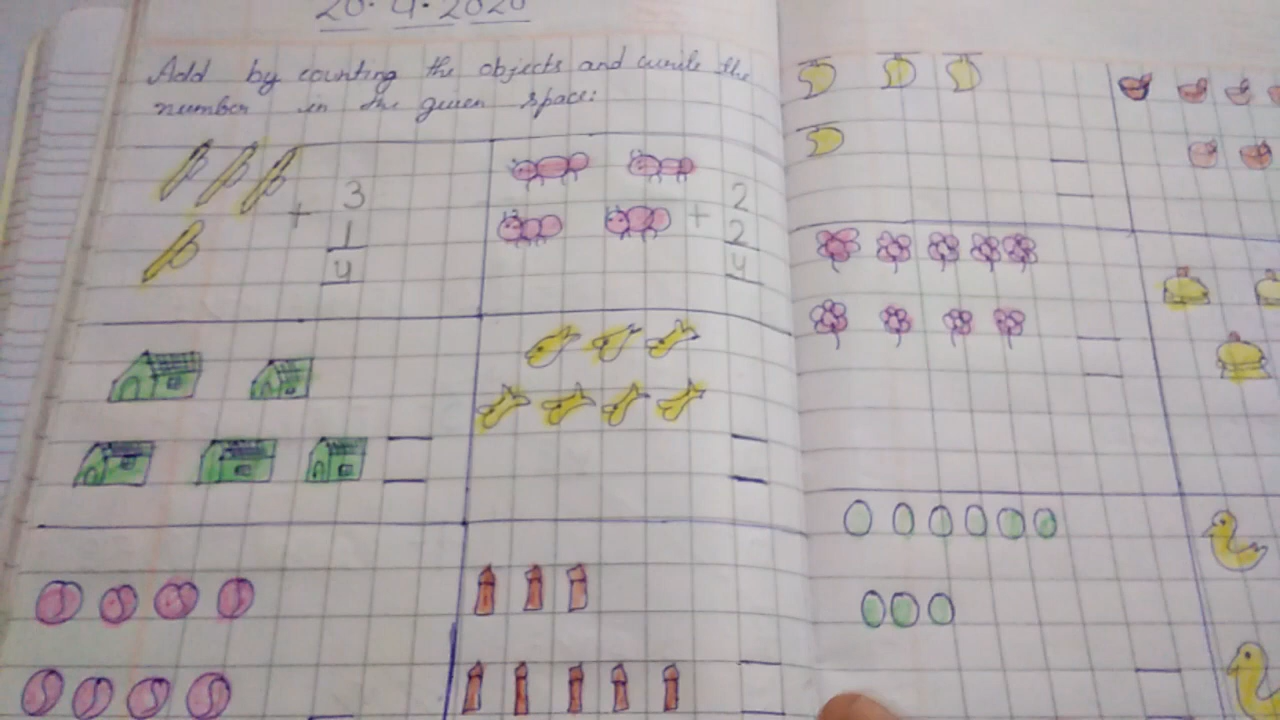 20. 4. 2020
Add by counting the objects and write the
number in the given space:
3
+
1
4
2
+
2
4